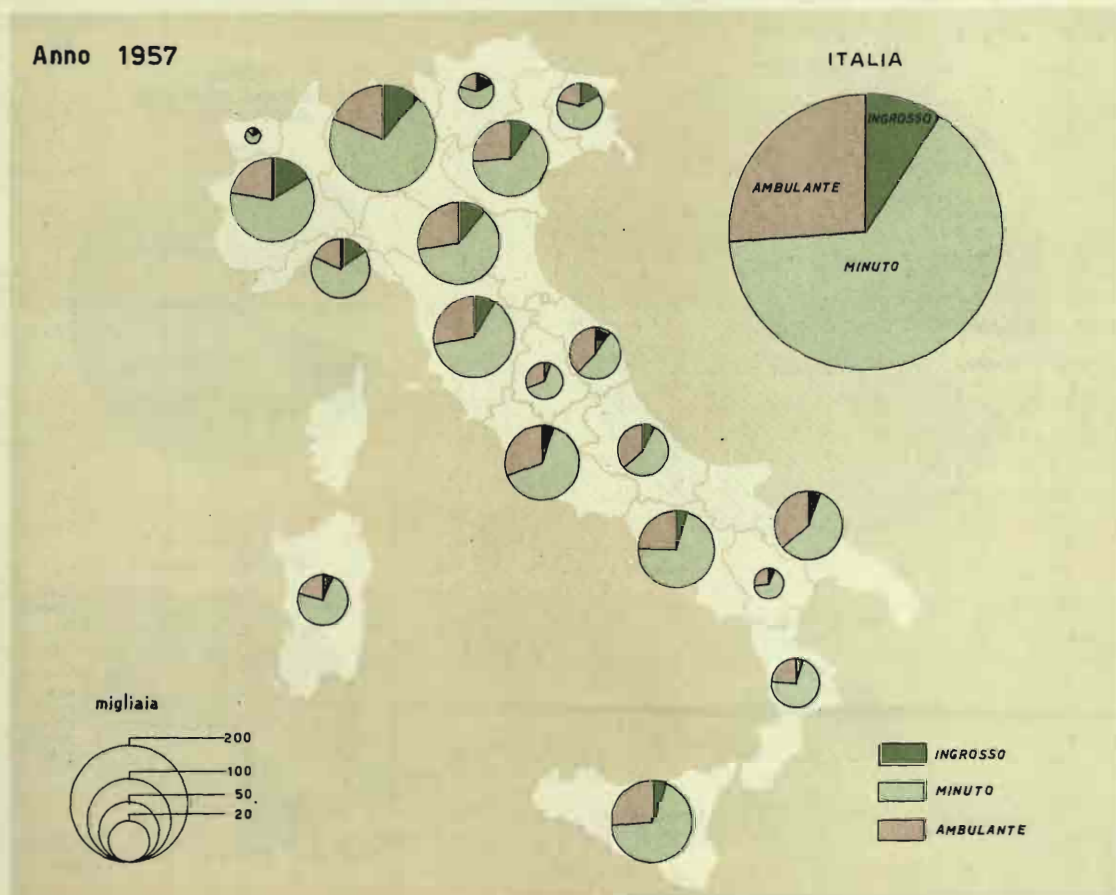 Anno 1957
ITALIA
INGROSSO
AMBULANTE
MINUTO
migliaia
200
100
50
20
INGROSSO
MINUTO
AMBULANTE